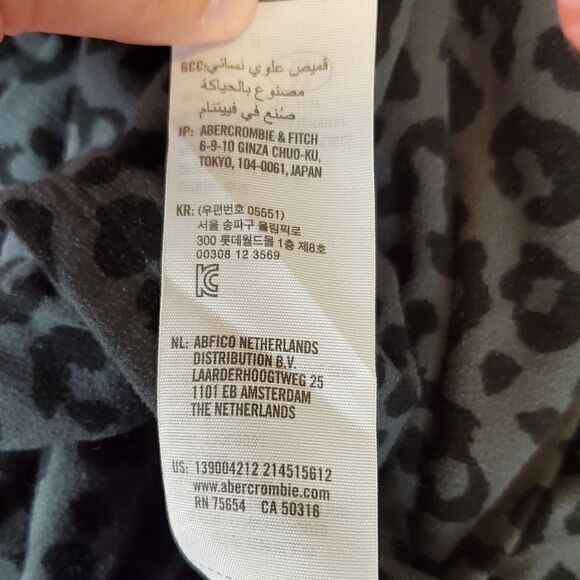 GCC: قميص علوي نسائي
مصنوع بالحياكة
صُنع في فييتنام
JP: ABERCROMBIE & FITCH
6-9-10 GINZA CHUO-KU,
TOKYO, 104-0061, JAPAN
KR: (우편번호 05551)
서울 송파구 올림픽로
300 롯데월드몰 1층 제8호
00308 12 3569
NL: ABFICO NETHERLANDS
DISTRIBUTION B.V.
LAARDERHOOGTWEG 25
1101 EB AMSTERDAM
THE NETHERLANDS
US: 139004212 214515612
www.abercrombie.com
RN 75654 CA 50316